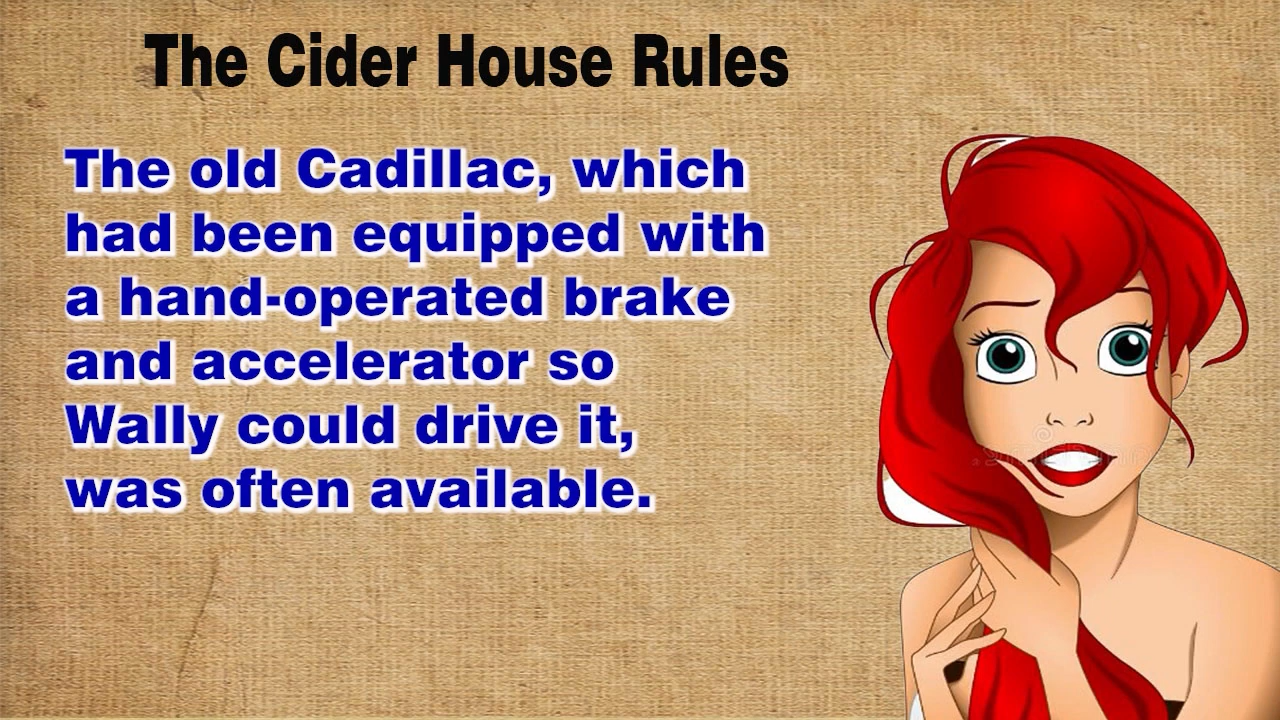 The Cider House Rules
The old Cadillac, which
had been equipped with
a hand-operated brake
and accelerator so
Wally could drive it,
was often available.